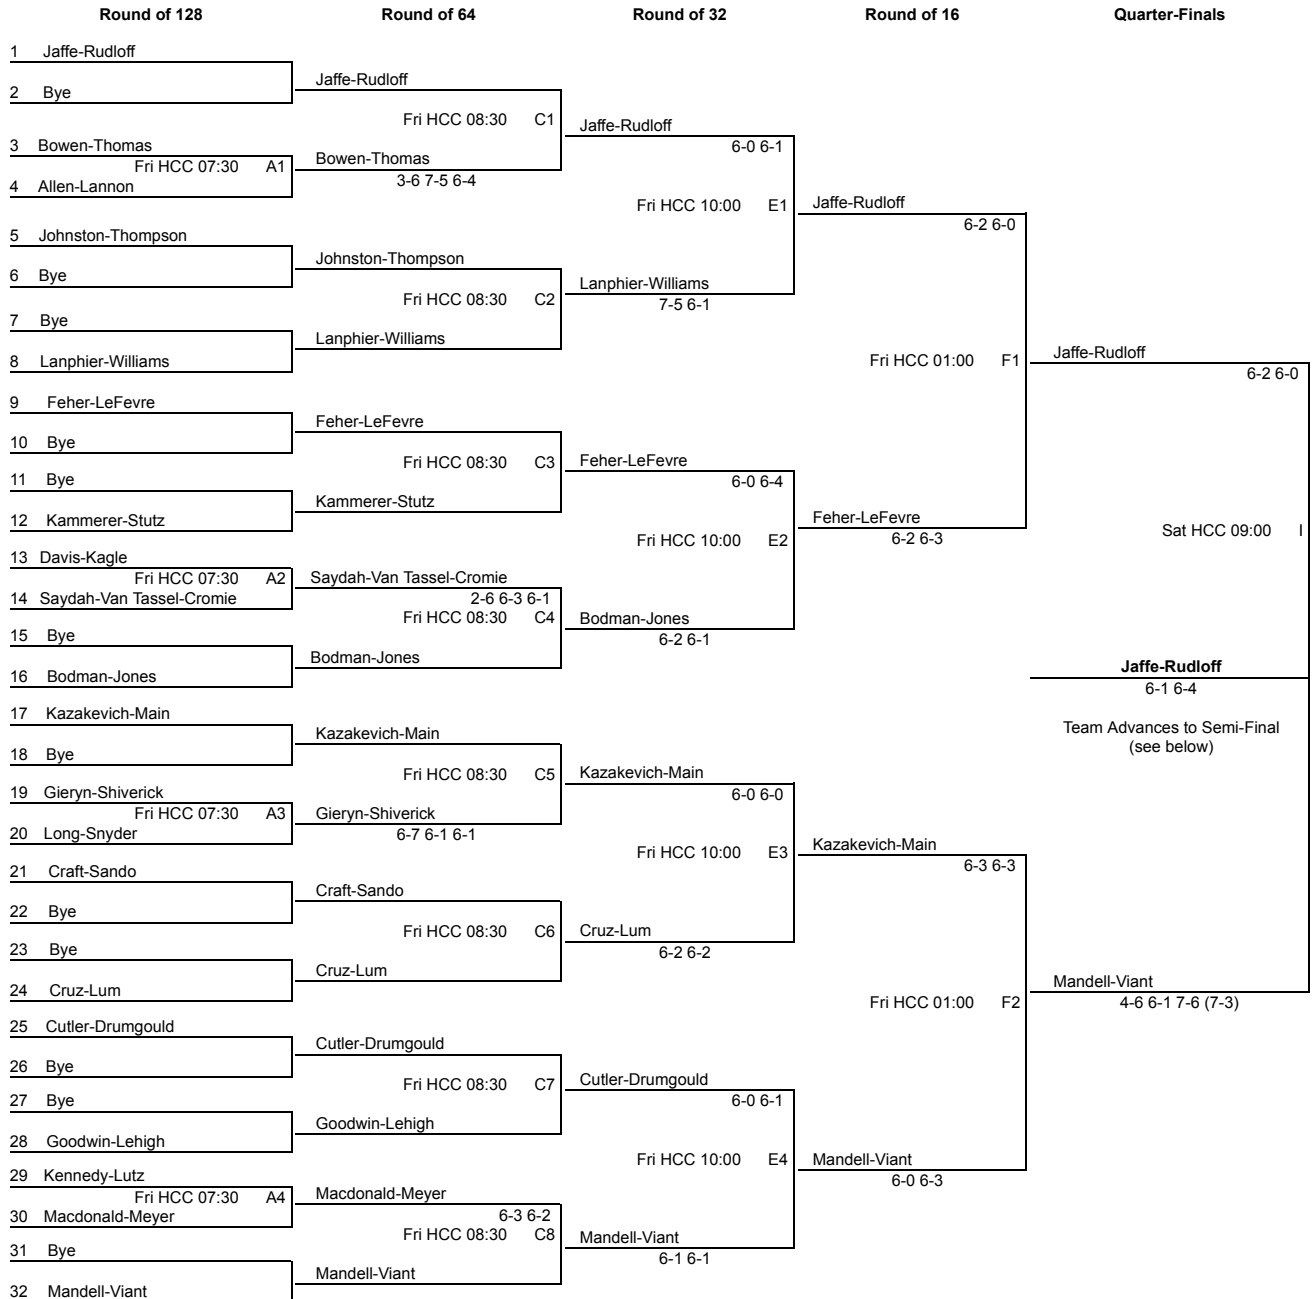 Round of 128 Round of 64 Round of 32 Round of 16 Quarter-Finals
1 Jaffe-Rudloff
2 Bye
3 Bowen-Thomas
Fri HCC 07:30 A1
4 Allen-Lannon
5 Johnston-Thompson
6 Bye
7 Bye
8 Lanphier-Williams
9 Feher-LeFevre
10 Bye
11 Bye
12 Kammerer-Stutz
13 Davis-Kagle
Fri HCC 07:30 A2
14 Saydah-Van Tassel-Cromie
15 Bye
16 Bodman-Jones
17 Kazakevich-Main
18 Bye
19 Gieryn-Shiverick
Fri HCC 07:30 A3
20 Long-Snyder
21 Craft-Sando
22 Bye
23 Bye
24 Cruz-Lum
25 Cutler-Drumgould
26 Bye
27 Bye
28 Goodwin-Lehigh
29 Kennedy-Lutz
Fri HCC 07:30 A4
30 Macdonald-Meyer
31 Bye
32 Mandell-Viant
Jaffe-Rudloff
Fri HCC 08:30 C1
Bowen-Thomas
3-6 7-5 6-4
Johnston-Thompson
Fri HCC 08:30 C2
Lanphier-Williams
Feher-LeFevre
Fri HCC 08:30 C3
Kammerer-Stutz
Saydah-Van Tassel-Cromie
2-6 6-3 6-1
Fri HCC 08:30 C4
Bodman-Jones
Kazakevich-Main
Fri HCC 08:30 C5
Gieryn-Shiverick
6-7 6-1 6-1
Craft-Sando
Fri HCC 08:30 C6
Cruz-Lum
Cutler-Drumgould
Fri HCC 08:30 C7
Goodwin-Lehigh
Macdonald-Meyer
6-3 6-2
Fri HCC 08:30 C8
Mandell-Viant
Jaffe-Rudloff
6-0 6-1
Fri HCC 10:00 E1
Lanphier-Williams
7-5 6-1
Feher-LeFevre
6-0 6-4
Fri HCC 10:00 E2
Bodman-Jones
6-2 6-1
Kazakevich-Main
6-0 6-0
Fri HCC 10:00 E3
Cruz-Lum
6-2 6-2
Cutler-Drumgould
6-0 6-1
Fri HCC 10:00 E4
Mandell-Viant
6-1 6-1
Jaffe-Rudloff
6-2 6-0
Fri HCC 01:00 F1
Feher-LeFevre
6-2 6-3
Kazakevich-Main
6-3 6-3
Fri HCC 01:00 F2
Mandell-Viant
6-0 6-3
Jaffe-Rudloff
6-2 6-0
Sat HCC 09:00 I
Jaffe-Rudloff
6-1 6-4
Team Advances to Semi-Final
(see below)
Mandell-Viant
4-6 6-1 7-6 (7-3)